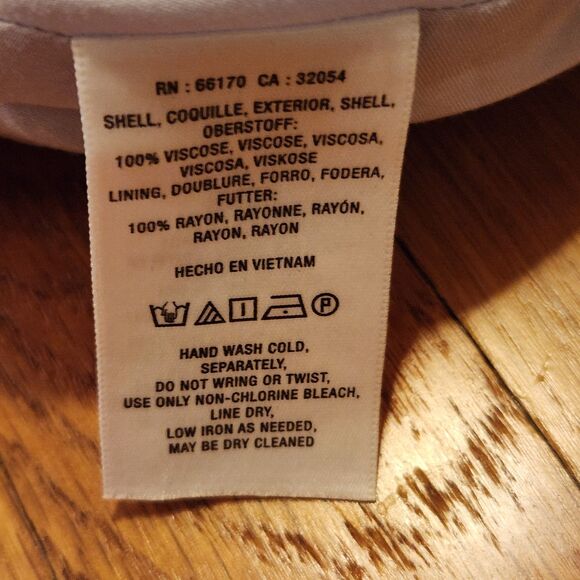 RN : 66170 CA : 32054
SHELL, COQUILLE, EXTERIOR, SHELL,
OBERSTOFF:
100% VISCOSE, VISCOSE, VISCOSA,
VISCOSA, VISKOSE
LINING, DOUBLURE, FORRO, FODERA,
FUTTER:
100% RAYON, RAYONNE, RAYÓN,
RAYON, RAYON
HECHO EN VIETNAM
P
HAND WASH COLD,
SEPARATELY,
DO NOT WRING OR TWIST,
USE ONLY NON-CHLORINE BLEACH,
LINE DRY,
LOW IRON AS NEEDED,
MAY BE DRY CLEANED